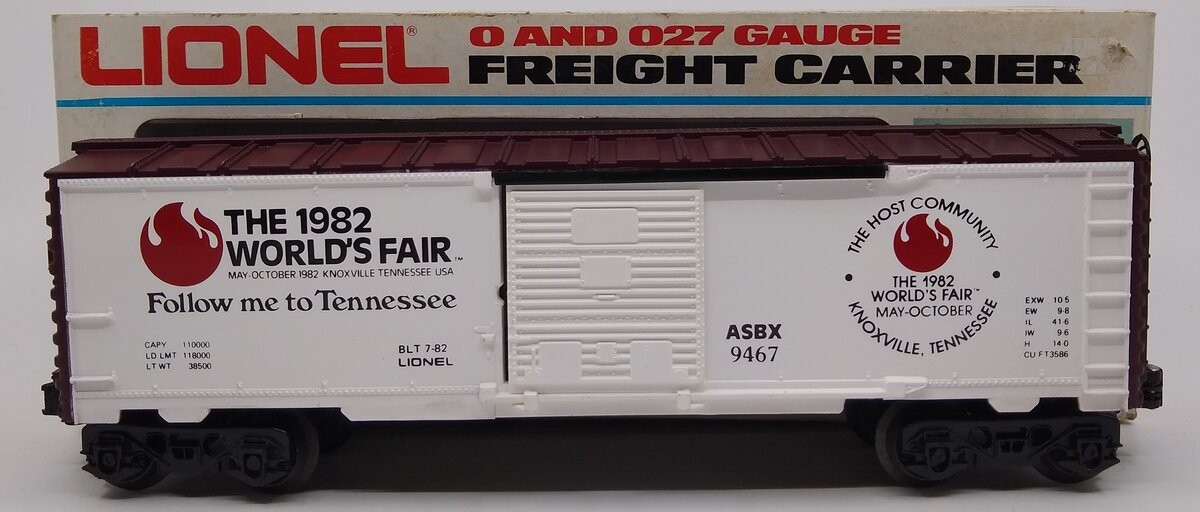 LIONEL®
O AND 027 GAUGE
FREIGHT CARRIER
THE 1982
WORLD'S FAIR™
MAY-OCTOBER 1982 KNOXVILLE TENNESSEE USA
Follow me to Tennessee
CAPY 110000
LD LMT 118000
LT WT 38500
BLT 7-82
LIONEL
ASBX
9467
THE HOST COMMUNITY
THE 1982
WORLD'S FAIR™
MAY-OCTOBER
• KNOXVILLE, TENNESSEE •
EXW 10-5
EW 9-8
IL 41-6
IW 9-6
H 14-0
CU FT 3586